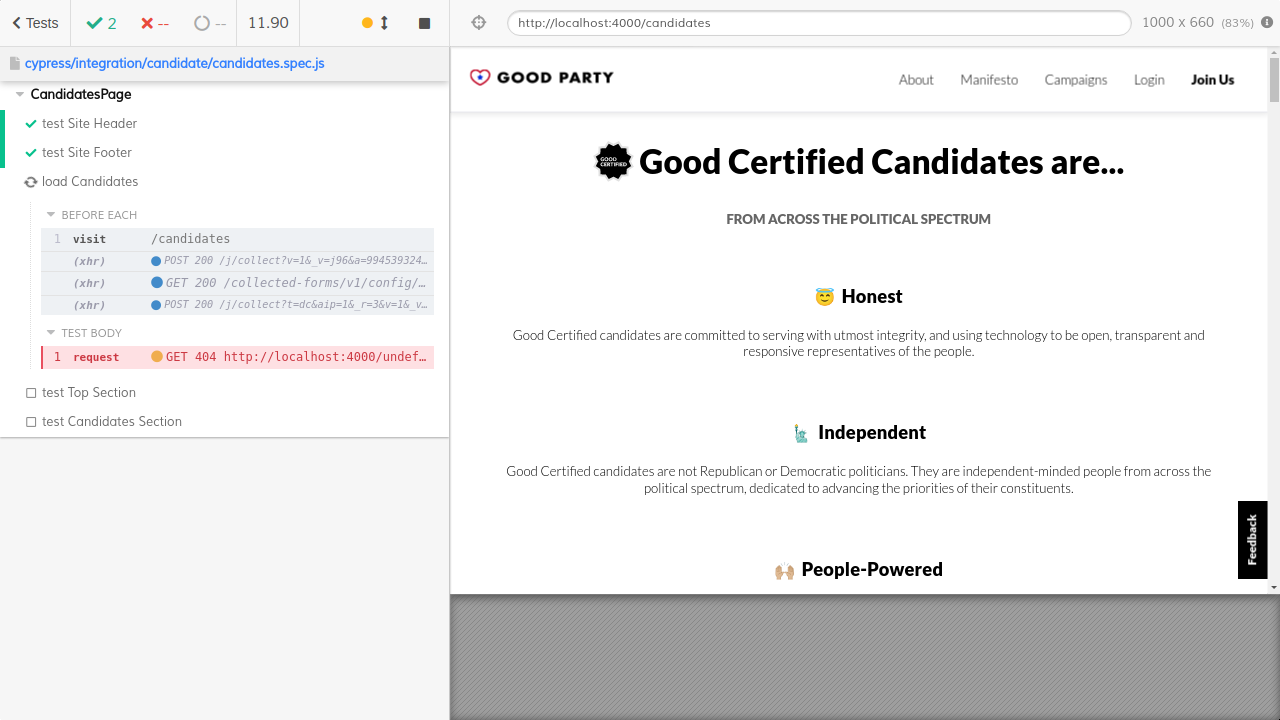 Tests
2
--
--
11.90
http://localhost:4000/candidates
1000 x 660 (83%)
cypress/integration/candidate/candidates.spec.js
CandidatesPage
test Site Header
test Site Footer
load Candidates
BEFORE EACH
1 visit /candidates
(xhr) POST 200 /j/collect?v=1&_v=j96&a=994539324…
(xhr) GET 200 /collected-forms/v1/config/…
(xhr) POST 200 /j/collect?t=dc&aip=1&_r=3&v=1&_v…
TEST BODY
1 request GET 404 http://localhost:4000/undef…
test Top Section
test Candidates Section
GOOD PARTY
About
Manifesto
Campaigns
Login
Join Us
GOOD
CERTIFIED
Good Certified Candidates are...
FROM ACROSS THE POLITICAL SPECTRUM
Honest
Good Certified candidates are committed to serving with utmost integrity, and using technology to be open, transparent and
responsive representatives of the people.
Independent
Good Certified candidates are not Republican or Democratic politicians. They are independent-minded people from across the
political spectrum, dedicated to advancing the priorities of their constituents.
People-Powered
Feedback